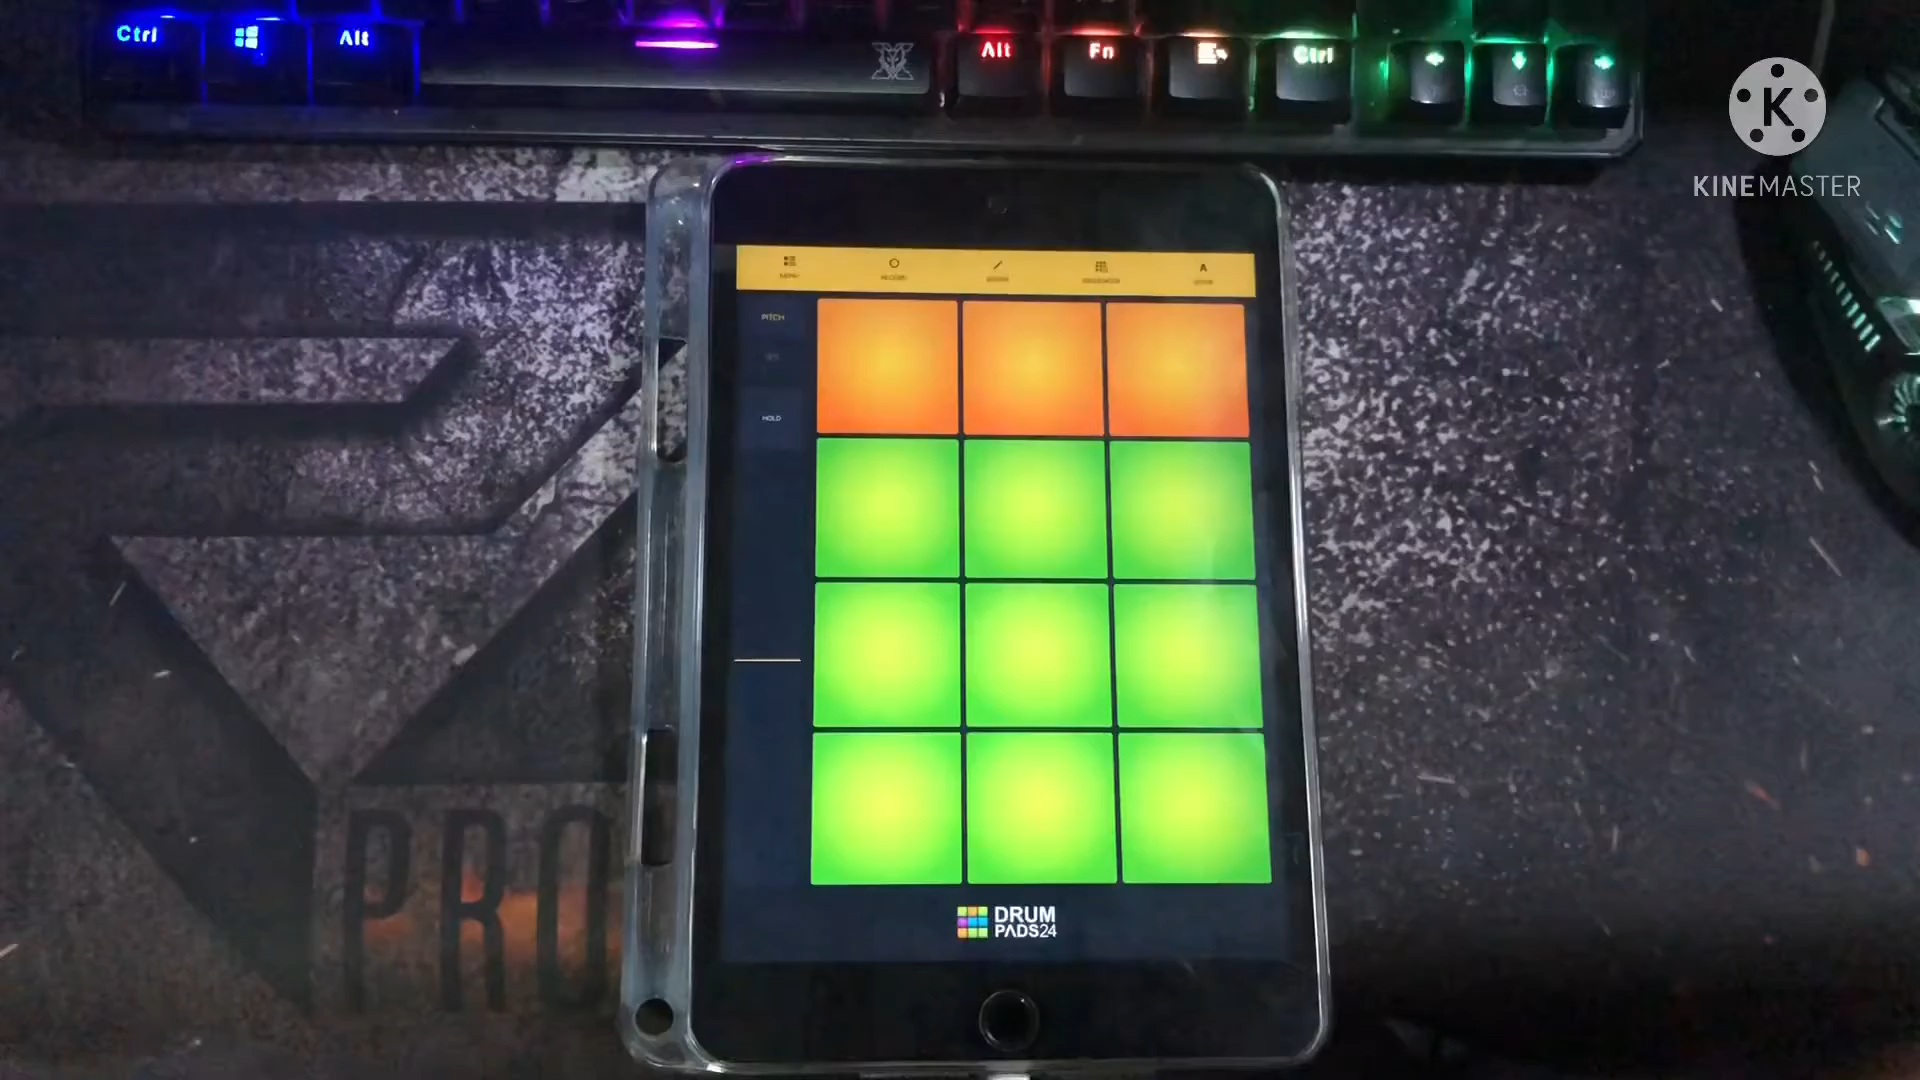 Ctrl
Alt
Alt
Fn
Ctrl
KINEMASTER
PITCH
HOLD
PRO
DRUM
PADS24